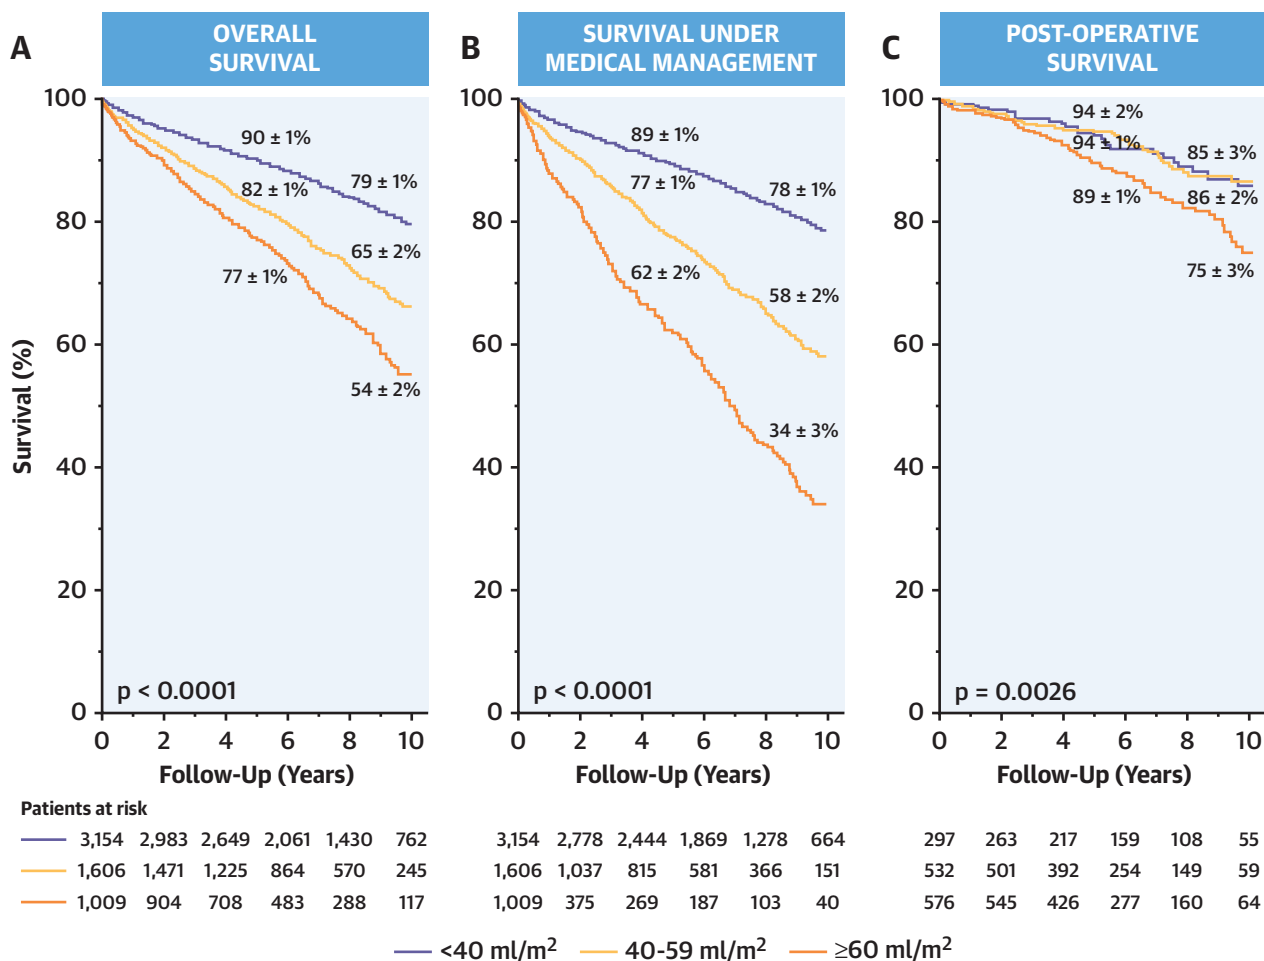 A
OVERALL
SURVIVAL
B
SURVIVAL UNDER
MEDICAL MANAGEMENT
C
POST-OPERATIVE
SURVIVAL
Survival (%)
100
80
60
40
20
0
90 ± 1%
79 ± 1%
82 ± 1%
65 ± 2%
77 ± 1%
54 ± 2%
p < 0.0001
0 2 4 6 8 10
Follow-Up (Years)
100
80
60
40
20
0
89 ± 1%
77 ± 1%
78 ± 1%
62 ± 2%
58 ± 2%
34 ± 3%
p < 0.0001
0 2 4 6 8 10
Follow-Up (Years)
100
80
60
40
20
0
94 ± 2%
94 ± 1%
85 ± 3%
89 ± 1%
86 ± 2%
75 ± 3%
p = 0.0026
0 2 4 6 8 10
Follow-Up (Years)
Patients at risk
3,154 2,983 2,649 2,061 1,430 762 3,154 2,778 2,444 1,869 1,278 664 297 263 217 159 108 55
1,606 1,471 1,225 864 570 245 1,606 1,037 815 581 366 151 532 501 392 254 149 59
1,009 904 708 483 288 117 1,009 375 269 187 103 40 576 545 426 277 160 64
<40 ml/m² 40-59 ml/m² ≥60 ml/m²